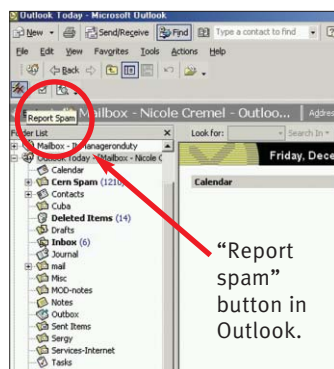 Outlook Today - Microsoft Outlook
New Send/Receive Find Type a contact to find
File Edit View Favorites Tools Actions Help
Back
Report Spam
Mailbox - Nicole Cremel - Outloo... Address
Folder List × Look for: Search In
Mailbox - ITmanageronduty
Outlook Today - [Mailbox - Nicole C
Friday, Dece
Calendar
Calendar
Cern Spam (1210)
Contacts
Cuba
Deleted Items (14)
Drafts
Inbox (6)
Journal
mail
Misc
MOD-notes
Notes
Outbox
Sent Items
Sergy
Services-Internet
Tasks
“Report
spam”
button in
Outlook.